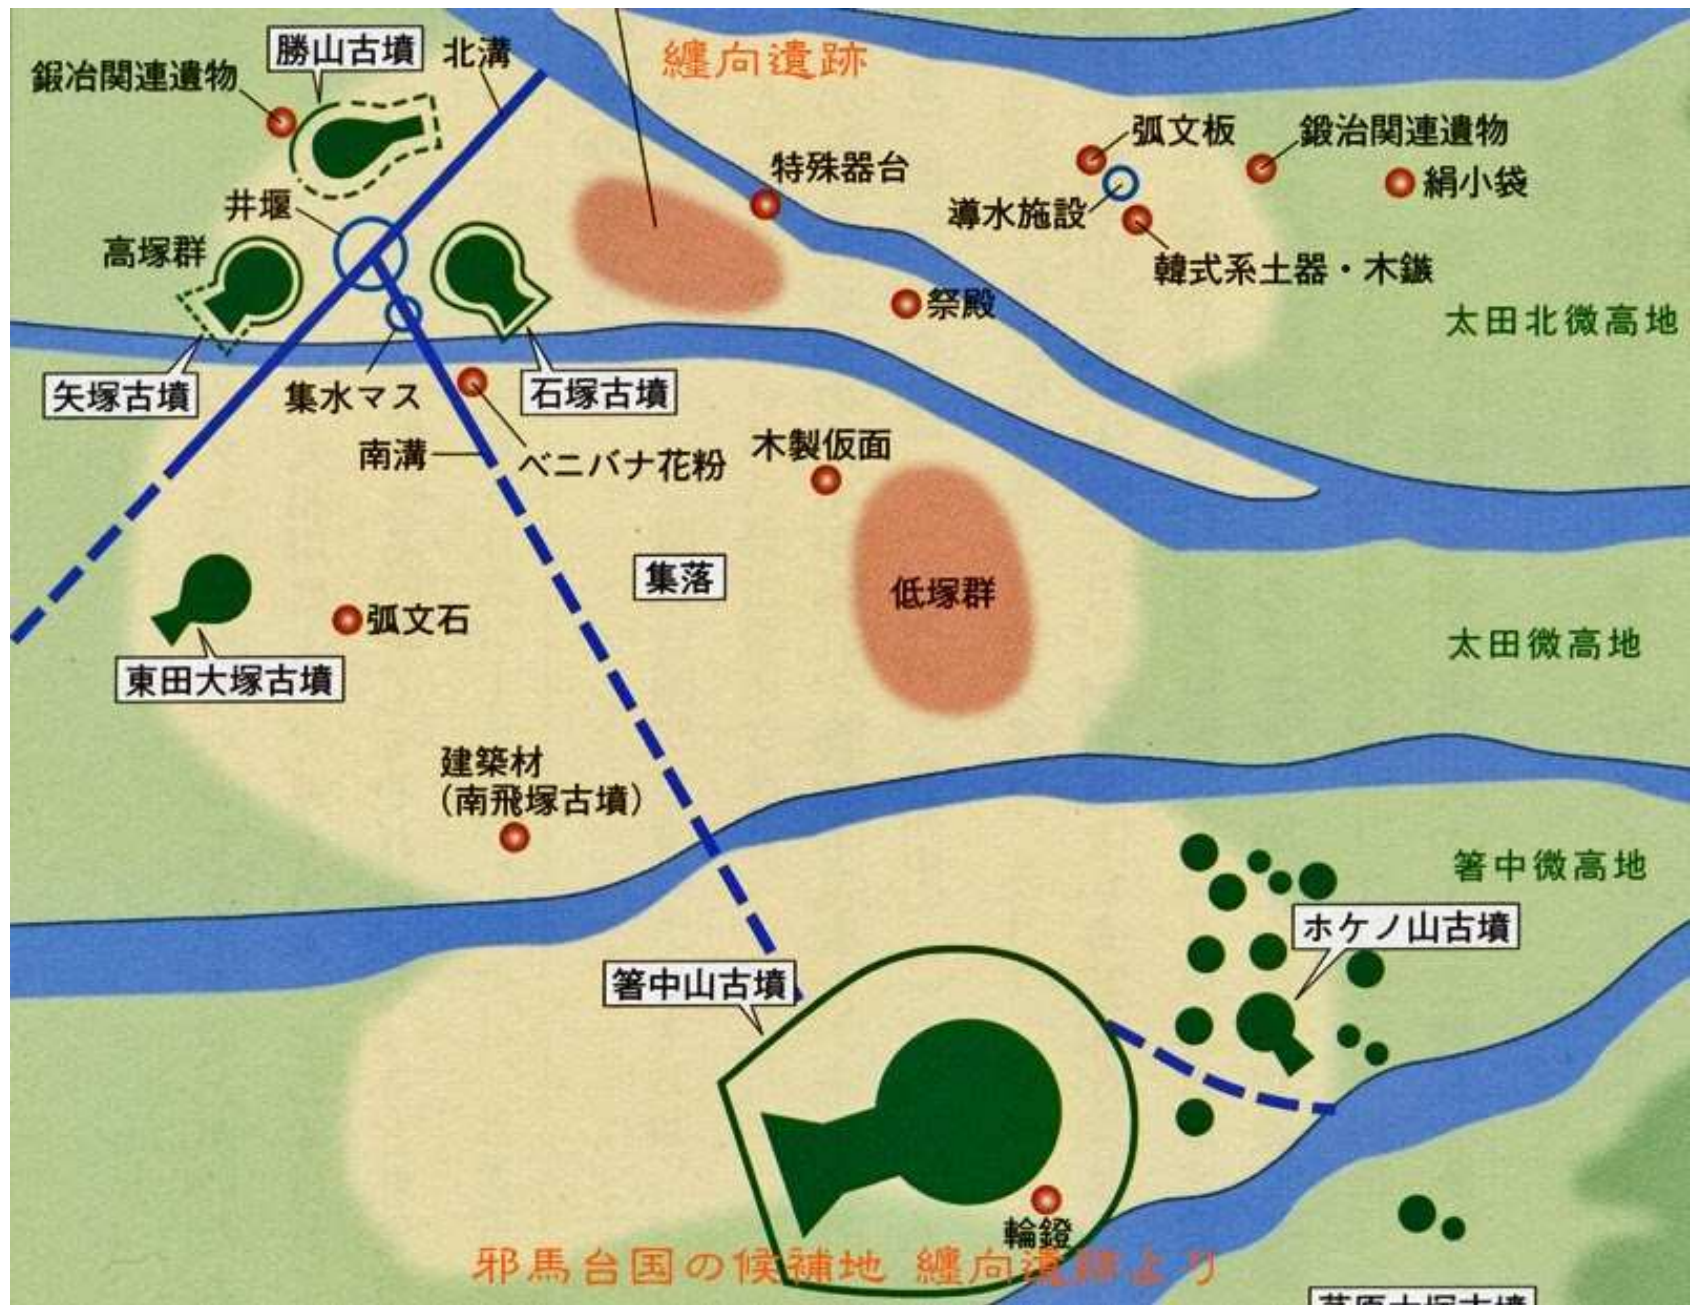 勝山古墳
北溝
纏向遺跡
鍛冶関連遺物
弧文板
鍛冶関連遺物
特殊器台
絹小袋
井堰
導水施設
高塚群
韓式系土器・木鏃
祭殿
太田北微高地
矢塚古墳
集水マス
石塚古墳
南溝
ベニバナ花粉
木製仮面
集落
低塚群
弧文石
太田微高地
東田大塚古墳
建築材
(南飛塚古墳)
箸中微高地
ホケノ山古墳
箸中山古墳
輪鐙
邪馬台国の候補地 纏向遺跡より